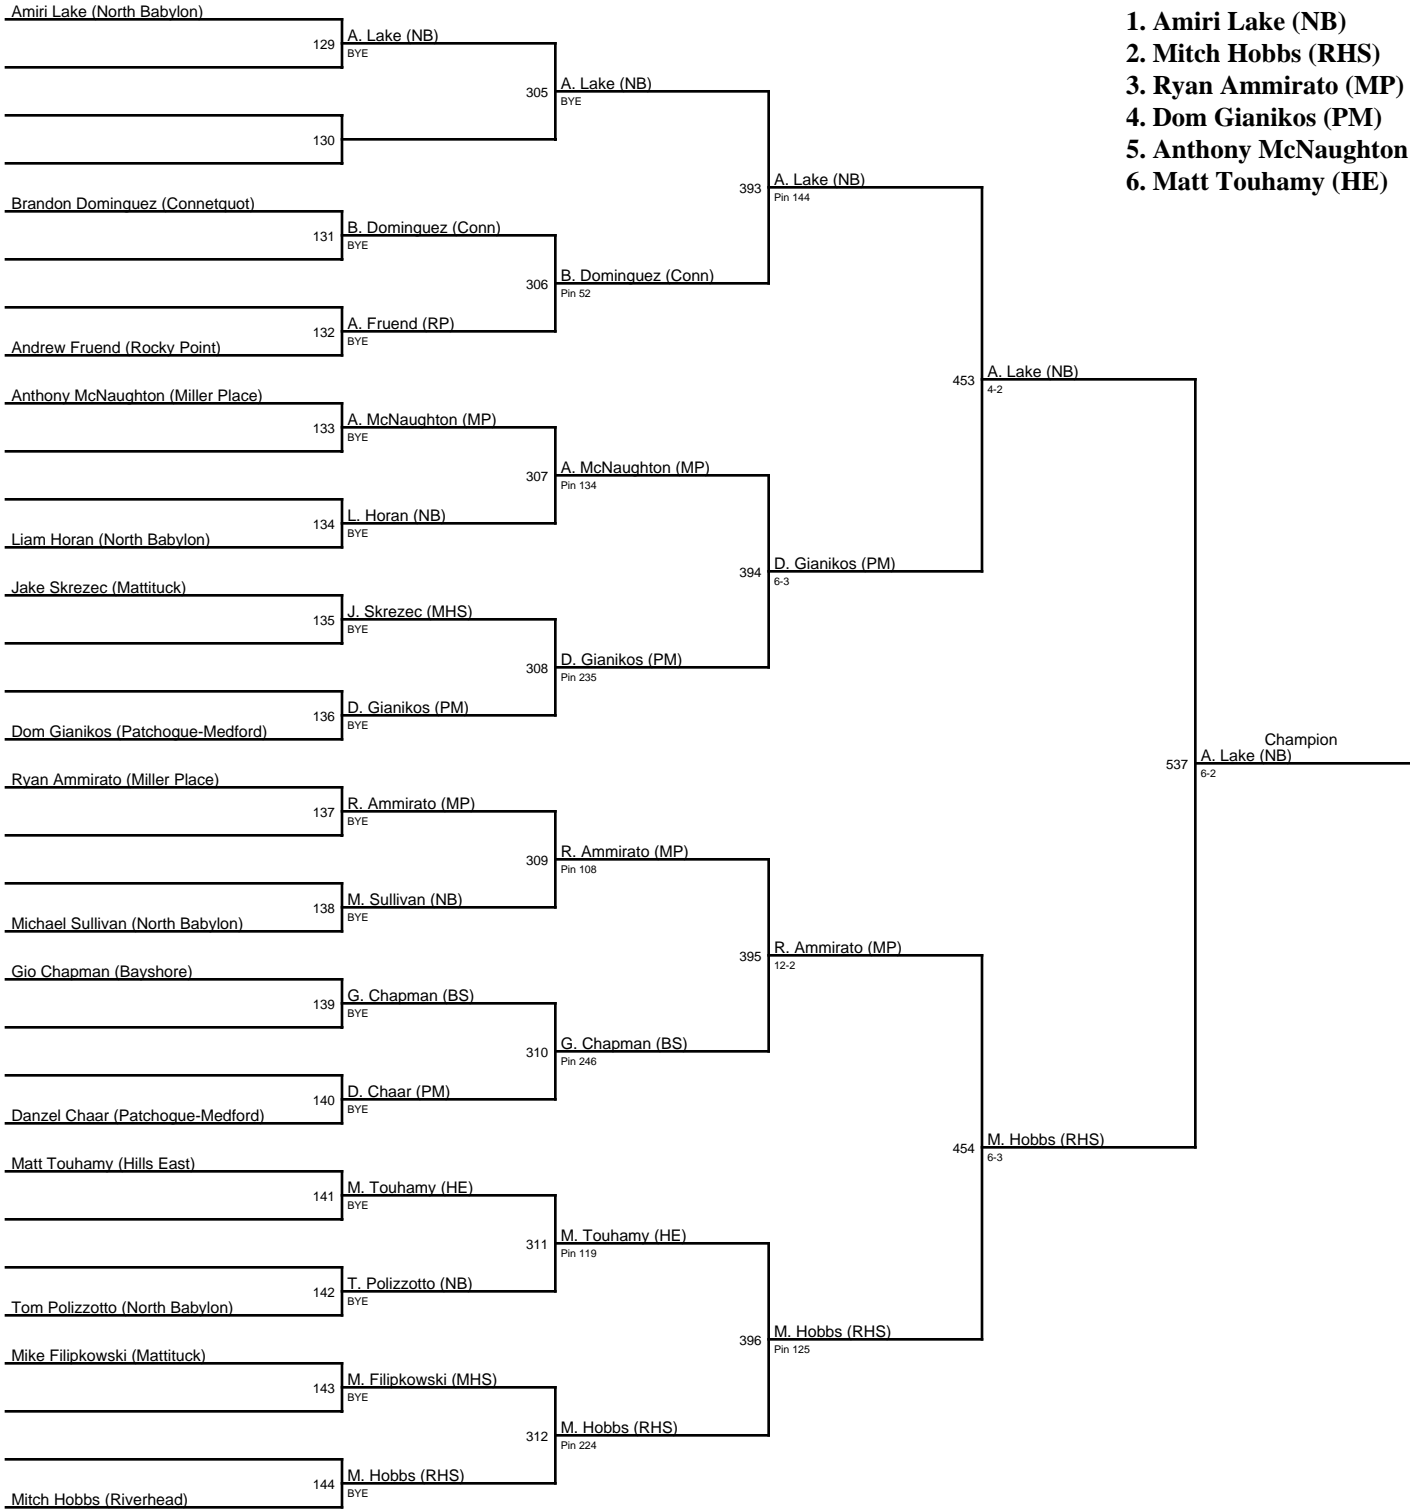 Amiri Lake (North Babylon)
129
A. Lake (NB)
BYE
305
A. Lake (NB)
BYE
130
393
A. Lake (NB)
Pin 144
Brandon Dominguez (Connetquot)
131
B. Dominguez (Conn)
BYE
306
B. Dominguez (Conn)
Pin 52
132
A. Fruend (RP)
BYE
Andrew Fruend (Rocky Point)
453
A. Lake (NB)
4-2
Anthony McNaughton (Miller Place)
133
A. McNaughton (MP)
BYE
307
A. McNaughton (MP)
Pin 134
134
L. Horan (NB)
BYE
Liam Horan (North Babylon)
394
D. Gianikos (PM)
6-3
Jake Skrezec (Mattituck)
135
J. Skrezec (MHS)
BYE
308
D. Gianikos (PM)
Pin 235
136
D. Gianikos (PM)
BYE
Dom Gianikos (Patchogue-Medford)
Champion
537
A. Lake (NB)
6-2
Ryan Ammirato (Miller Place)
137
R. Ammirato (MP)
BYE
309
R. Ammirato (MP)
Pin 108
138
M. Sullivan (NB)
BYE
Michael Sullivan (North Babylon)
395
R. Ammirato (MP)
12-2
Gio Chapman (Bayshore)
139
G. Chapman (BS)
BYE
310
G. Chapman (BS)
Pin 246
140
D. Chaar (PM)
BYE
Danzel Chaar (Patchogue-Medford)
454
M. Hobbs (RHS)
6-3
Matt Touhamy (Hills East)
141
M. Touhamy (HE)
BYE
311
M. Touhamy (HE)
Pin 119
142
T. Polizzotto (NB)
BYE
Tom Polizzotto (North Babylon)
396
M. Hobbs (RHS)
Pin 125
Mike Filipkowski (Mattituck)
143
M. Filipkowski (MHS)
BYE
312
M. Hobbs (RHS)
Pin 224
144
M. Hobbs (RHS)
BYE
Mitch Hobbs (Riverhead)
1. Amiri Lake (NB)
2. Mitch Hobbs (RHS)
3. Ryan Ammirato (MP)
4. Dom Gianikos (PM)
5. Anthony McNaughton
6. Matt Touhamy (HE)